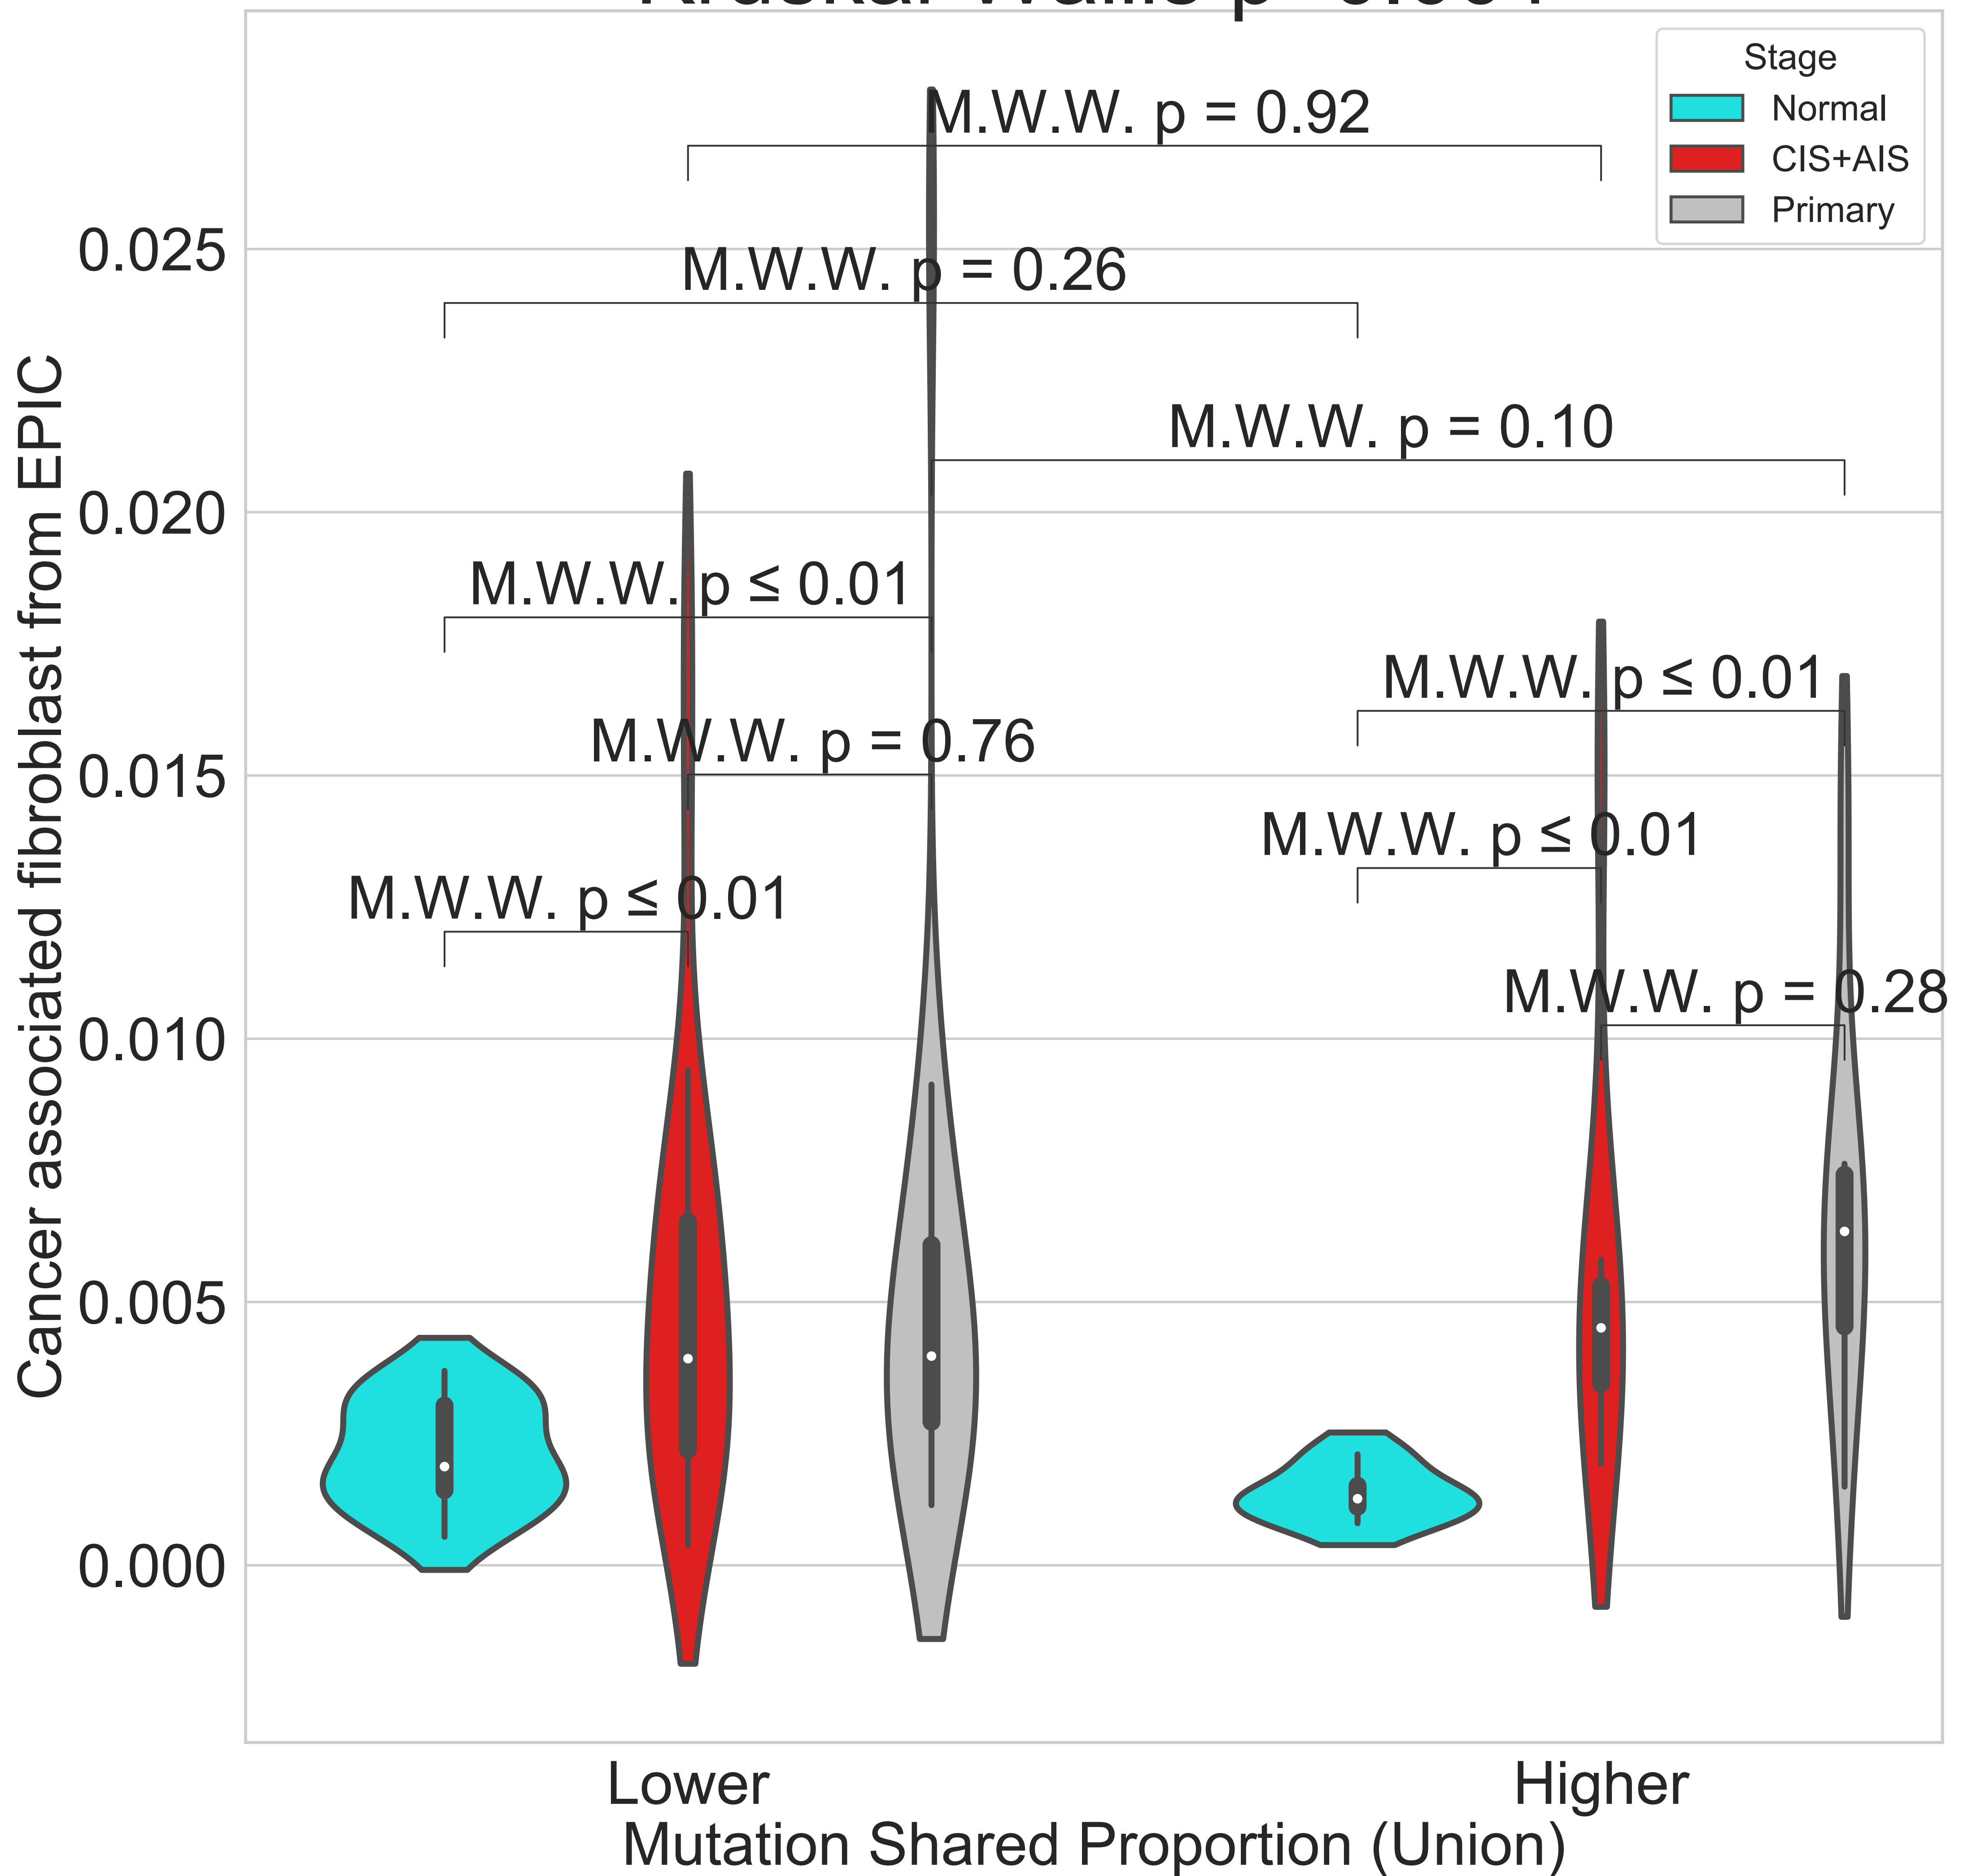 Stage
Normal
CIS+AIS
Primary
M.W.W. p = 0.92
M.W.W. p = 0.26
M.W.W. p = 0.10
M.W.W. p ≤ 0.01
M.W.W. p ≤ 0.01
M.W.W. p = 0.76
M.W.W. p ≤ 0.01
M.W.W. p ≤ 0.01
M.W.W. p = 0.28
Cancer associated fibroblast from EPIC
0.025
0.020
0.015
0.010
0.005
0.000
Lower
Higher
Mutation Shared Proportion (Union)